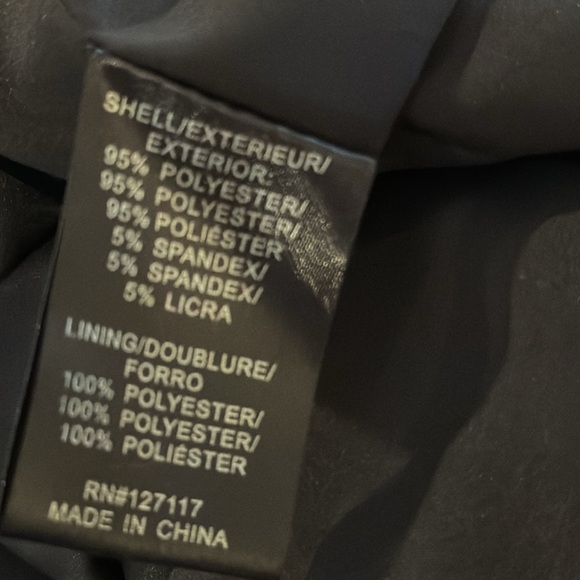 SHELL/EXTERIEUR/
EXTERIOR:
95% POLYESTER/
95% POLYESTER/
95% POLIÉSTER
5% SPANDEX/
5% SPANDEX/
5% LICRA
LINING/DOUBLURE/
FORRO
100% POLYESTER/
100% POLYESTER/
100% POLIÉSTER
RN#127117
MADE IN CHINA